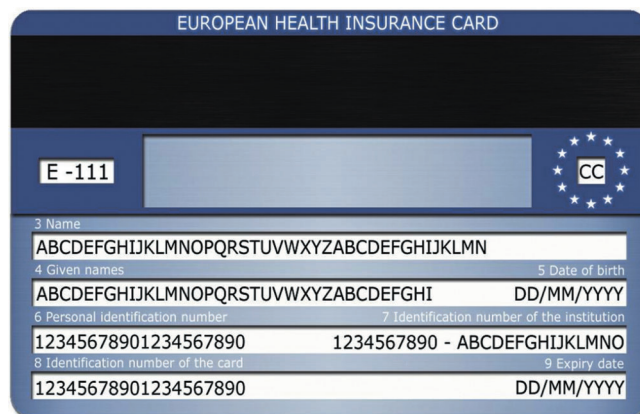 EUROPEAN HEALTH INSURANCE CARD
E -111
CC
3 Name
ABCDEFGHIJKLMNOPQRSTUVWXYZABCDEFGHIJKLMN
4 Given names 5 Date of birth
ABCDEFGHIJKLMNOPQRSTUVWXYZABCDEFGHI DD/MM/YYYY
6 Personal identification number 7 Identification number of the institution
12345678901234567890 1234567890 - ABCDEFGHIJKLMNO
8 Identification number of the card 9 Expiry date
12345678901234567890 DD/MM/YYYY